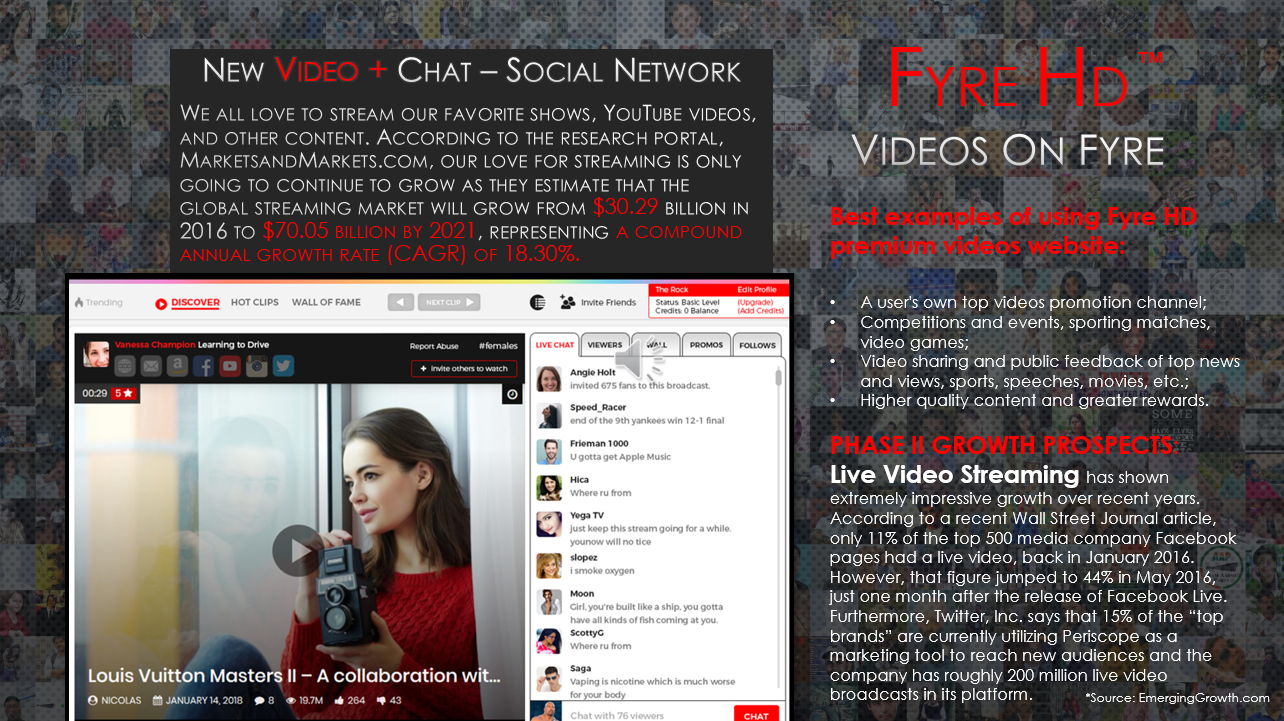 New Video + Chat – Social Network
We all love to stream our favorite shows, YouTube videos,
and other content. According to the research portal,
MarketsandMarkets.com, our love for streaming is only
going to continue to grow as they estimate that the
global streaming market will grow from $30.29 billion in
2016 to $70.05 billion by 2021, representing a compound
annual growth rate (CAGR) of 18.30%.
Trending
DISCOVER
HOT CLIPS
WALL OF FAME
NEXT CLIP
Invite Friends
The Rock
Edit Profile
Status: Basic Level
(Upgrade)
Credits: 0 Balance
(Add Credits)
Vanessa Champion Learning to Drive
Report Abuse
#females
+ Invite others to watch
00:29 5
Louis Vuitton Masters II – A collaboration wit...
NICOLAS
JANUARY 14, 2018
8
19.7M
264
43
LIVE CHAT
VIEWERS
WALL
PROMOS
FOLLOWS
Angie Holt
invited 675 fans to this broadcast.
Speed_Racer
end of the 9th yankees win 12-1 final
Frieman 1000
U gotta get Apple Music
Hica
Where ru from
Yega TV
just keep this stream going for a while.
younow will no tice
slopez
i smoke oxygen
Moon
Girl, you're built like a ship, you gotta
have all kinds of fish coming at you.
ScottyG
Where ru from
Saga
Vaping is nicotine which is much worse
for your body
Chat with 76 viewers
CHAT
Fyre Hd™
Videos On Fyre
Best examples of using Fyre HD
premium videos website:
• A user's own top videos promotion channel;
• Competitions and events, sporting matches,
video games;
• Video sharing and public feedback of top news
and views, sports, speeches, movies, etc.;
• Higher quality content and greater rewards.
SOME
PHASE II GROWTH PROSPECTS:
Live Video Streaming has shown
extremely impressive growth over recent years.
According to a recent Wall Street Journal article,
only 11% of the top 500 media company Facebook
pages had a live video, back in January 2016.
However, that figure jumped to 44% in May 2016,
just one month after the release of Facebook Live.
Furthermore, Twitter, Inc. says that 15% of the “top
brands” are currently utilizing Periscope as a
marketing tool to reach new audiences and the
company has roughly 200 million live video
broadcasts in its platform.
*Source: EmergingGrowth.com